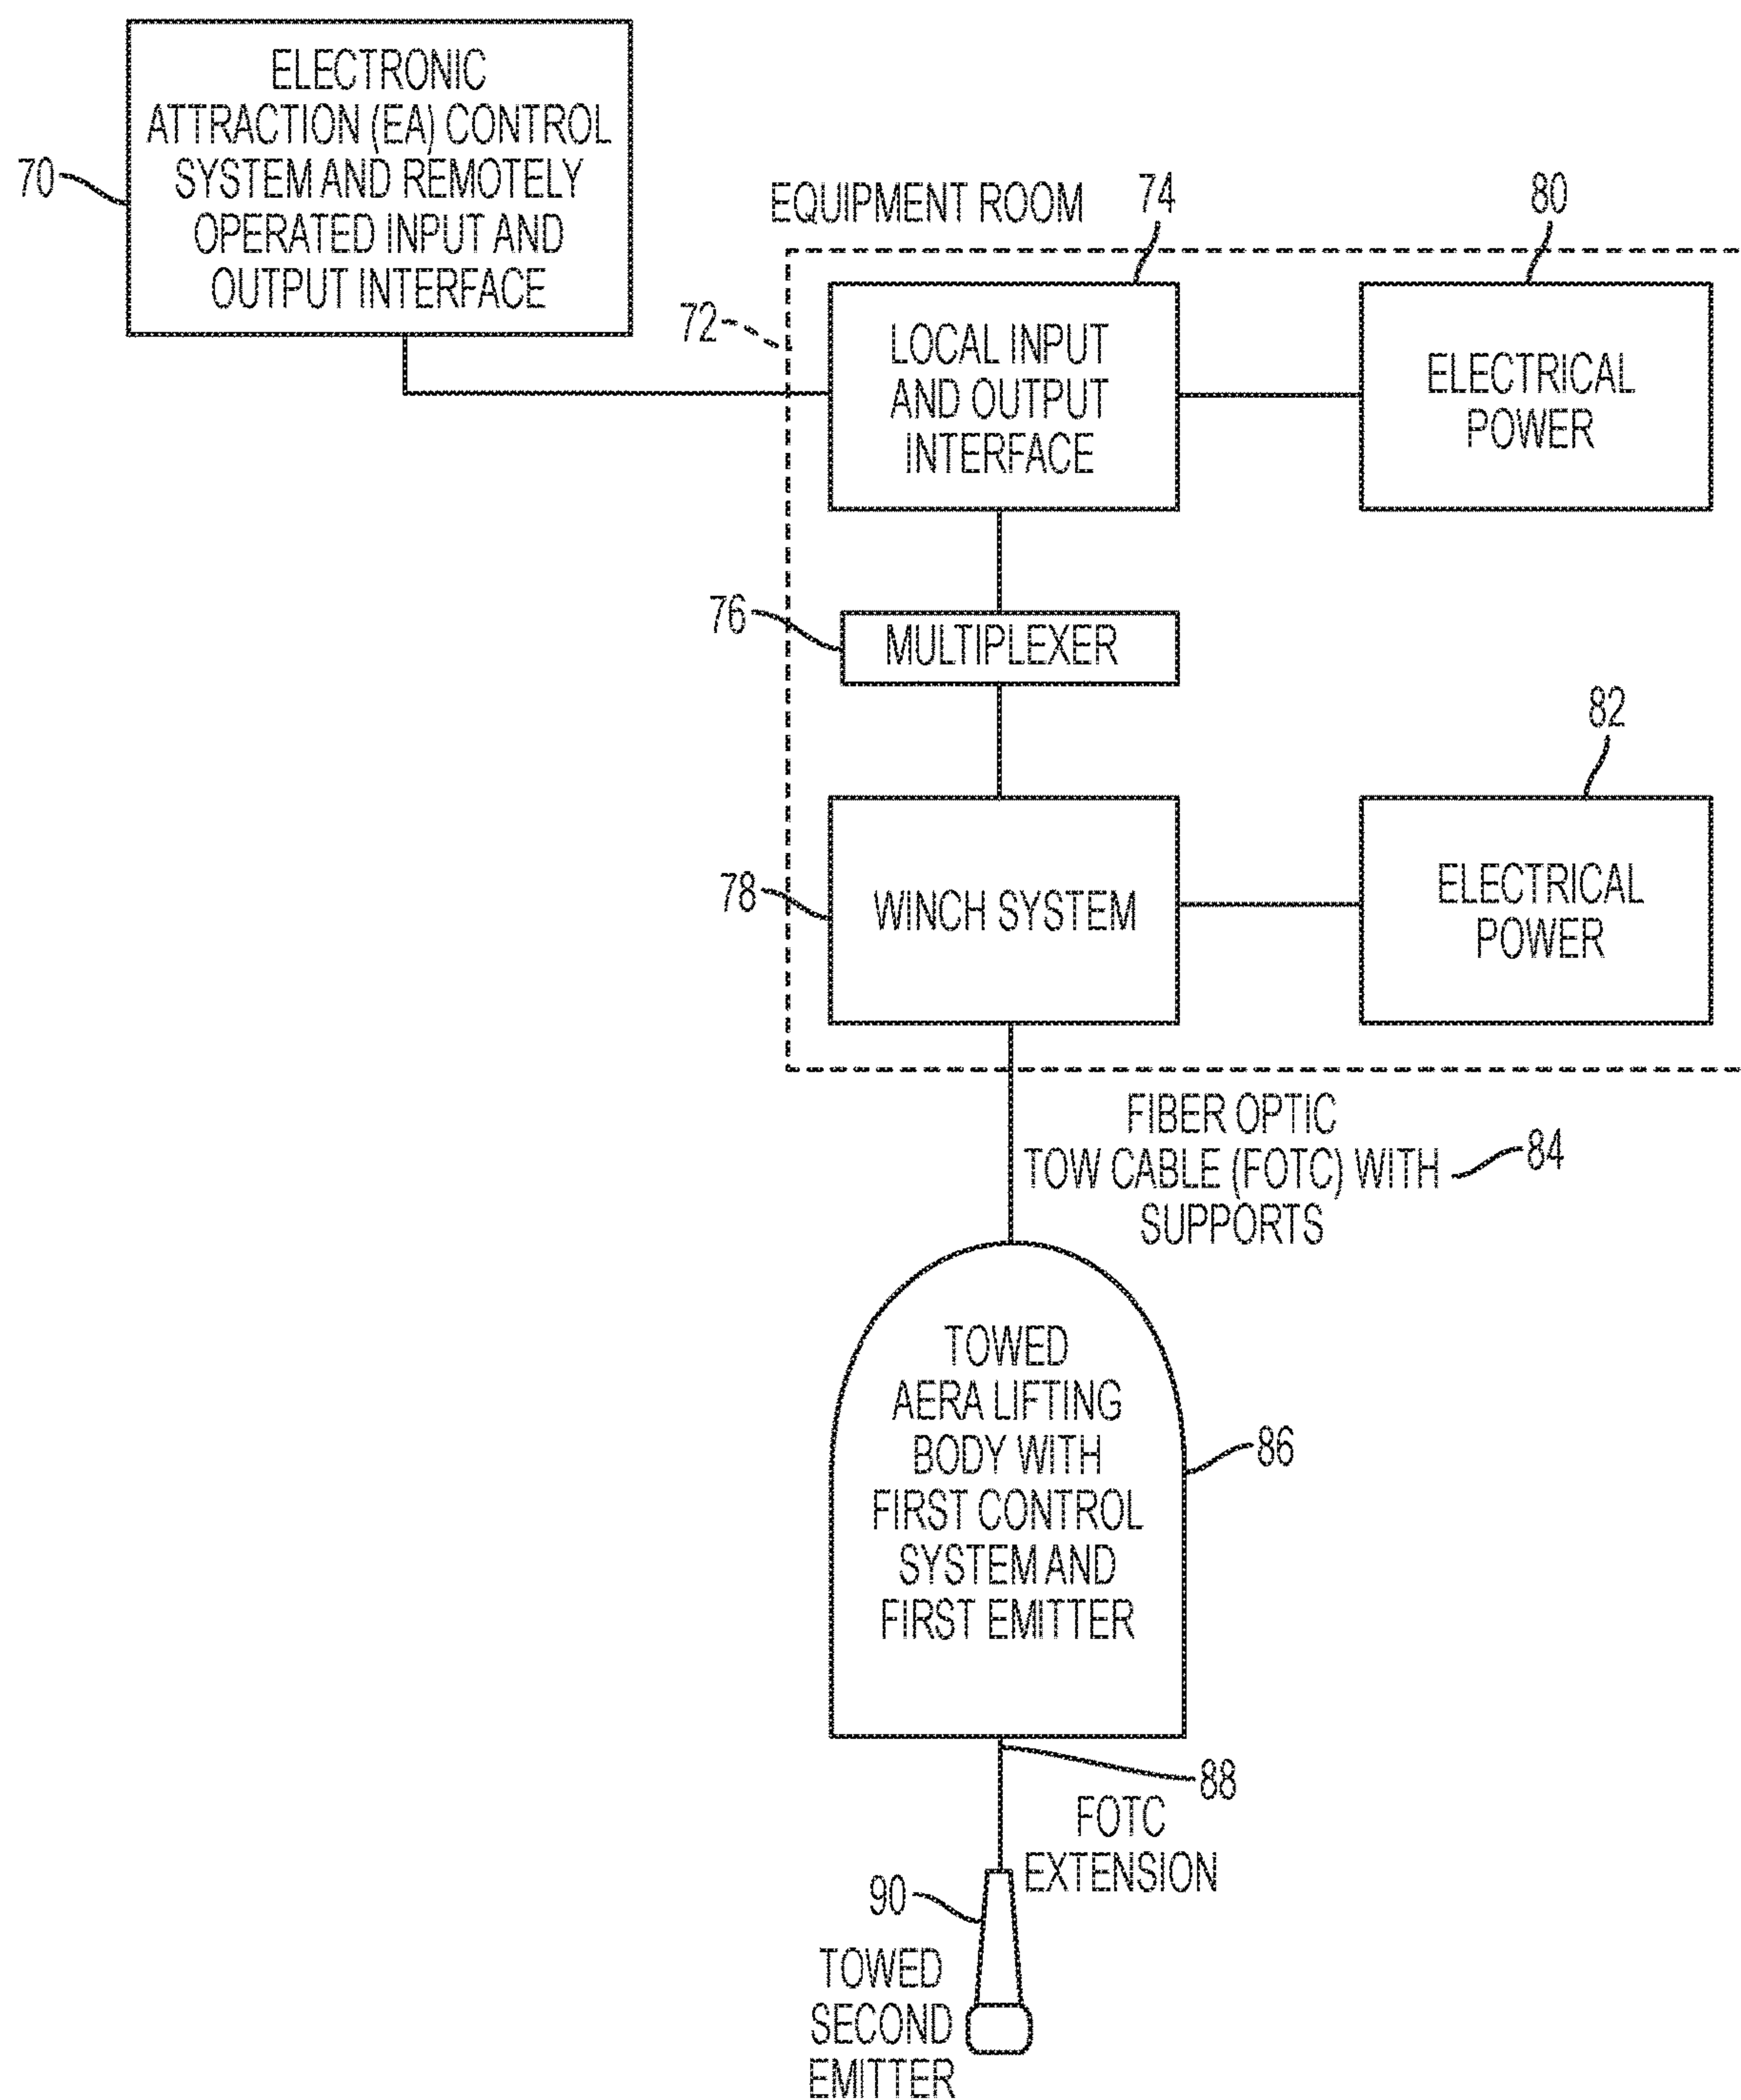 ELECTRONIC
ATTRACTION (EA) CONTROL
SYSTEM AND REMOTELY
OPERATED INPUT AND
OUTPUT INTERFACE
70
EQUIPMENT ROOM
74
80
72
LOCAL INPUT
AND OUTPUT
INTERFACE
ELECTRICAL
POWER
76
MULTIPLEXER
82
78
WINCH SYSTEM
ELECTRICAL
POWER
FIBER OPTIC
TOW CABLE (FOTC) WITH
SUPPORTS
84
TOWED
AERA LIFTING
BODY WITH
FIRST CONTROL
SYSTEM AND
FIRST EMITTER
86
88
FOTC
EXTENSION
90
TOWED
SECOND
EMITTER